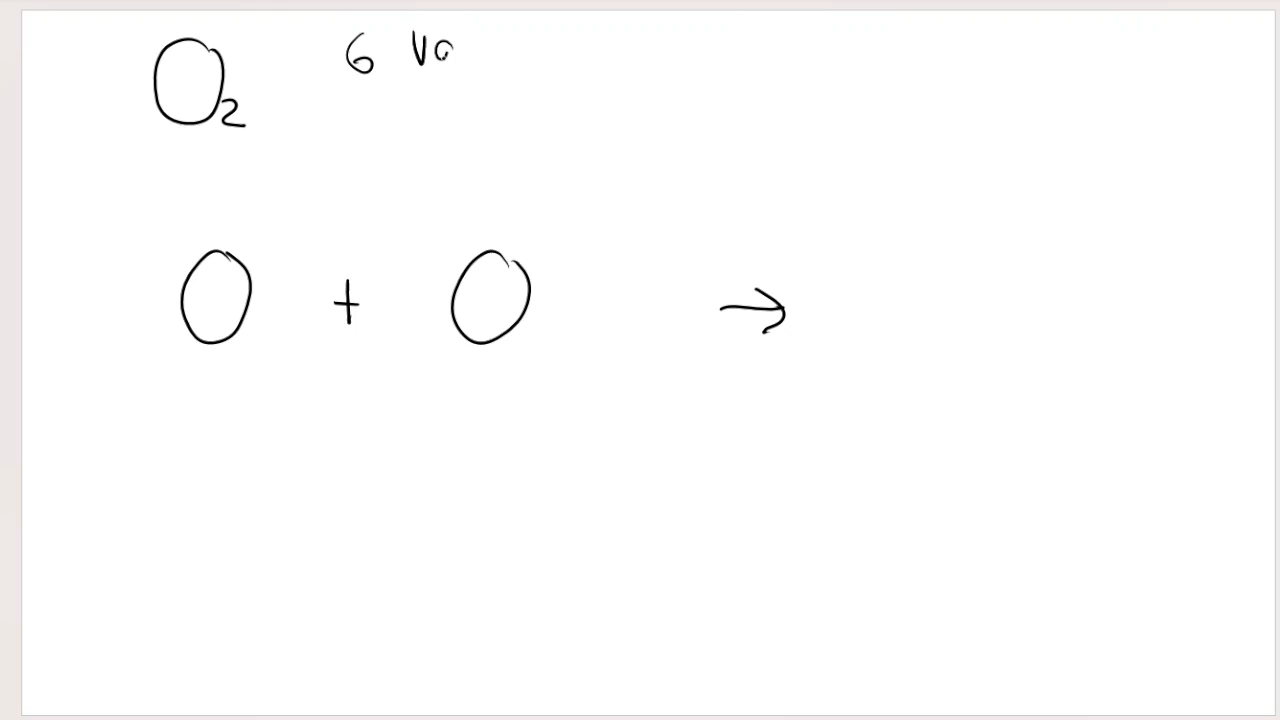 O₂ 6 va
O + O →